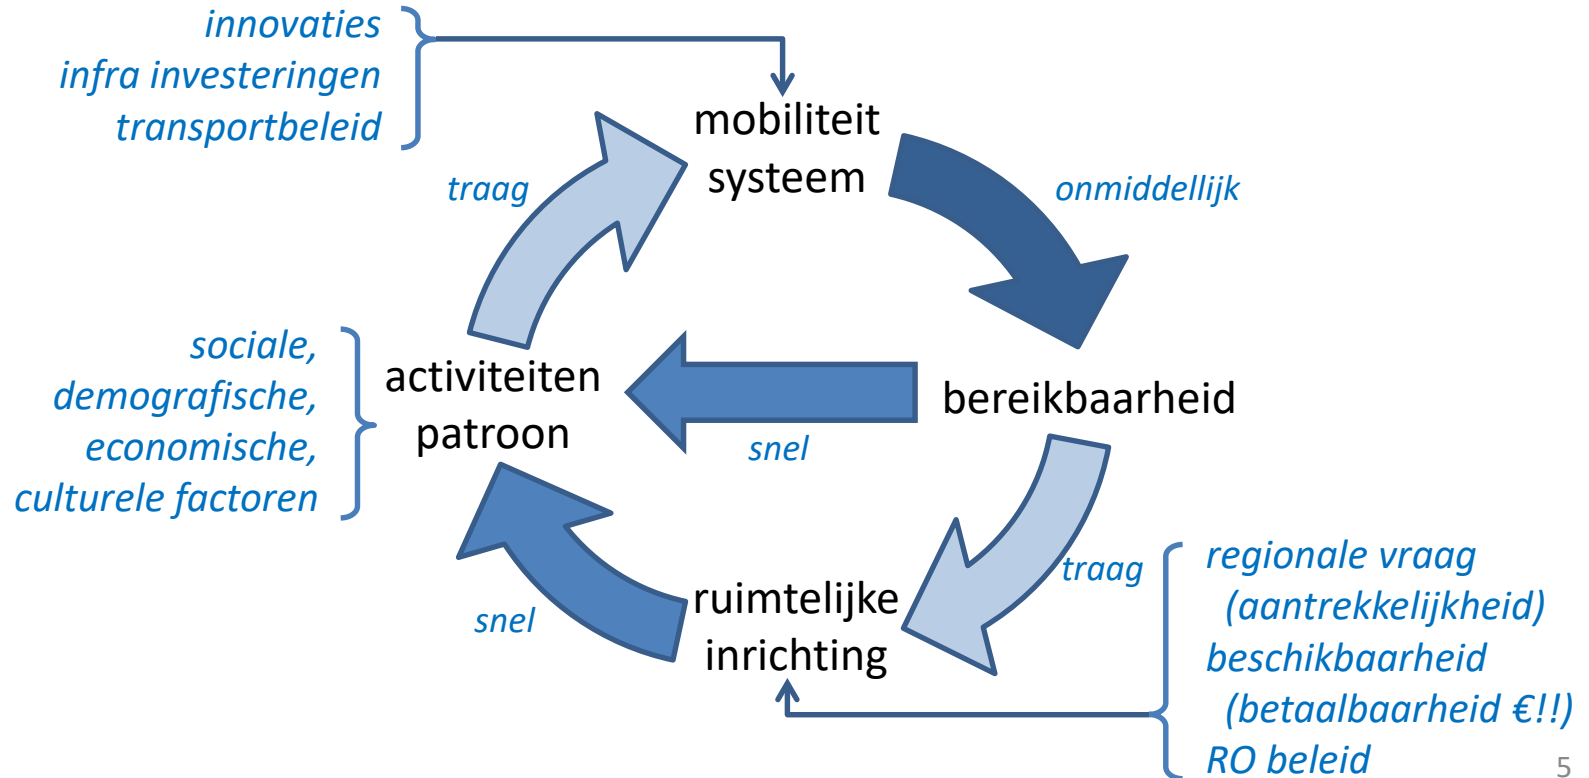 innovaties
infra investeringen
transportbeleid
mobiliteit
systeem
traag
onmiddellijk
sociale,
demografische,
economische,
culturele factoren
activiteiten
patroon
snel
bereikbaarheid
traag
snel
ruimtelijke
inrichting
regionale vraag
(aantrekkelijkheid)
beschikbaarheid
(betaalbaarheid €!!)
RO beleid
5